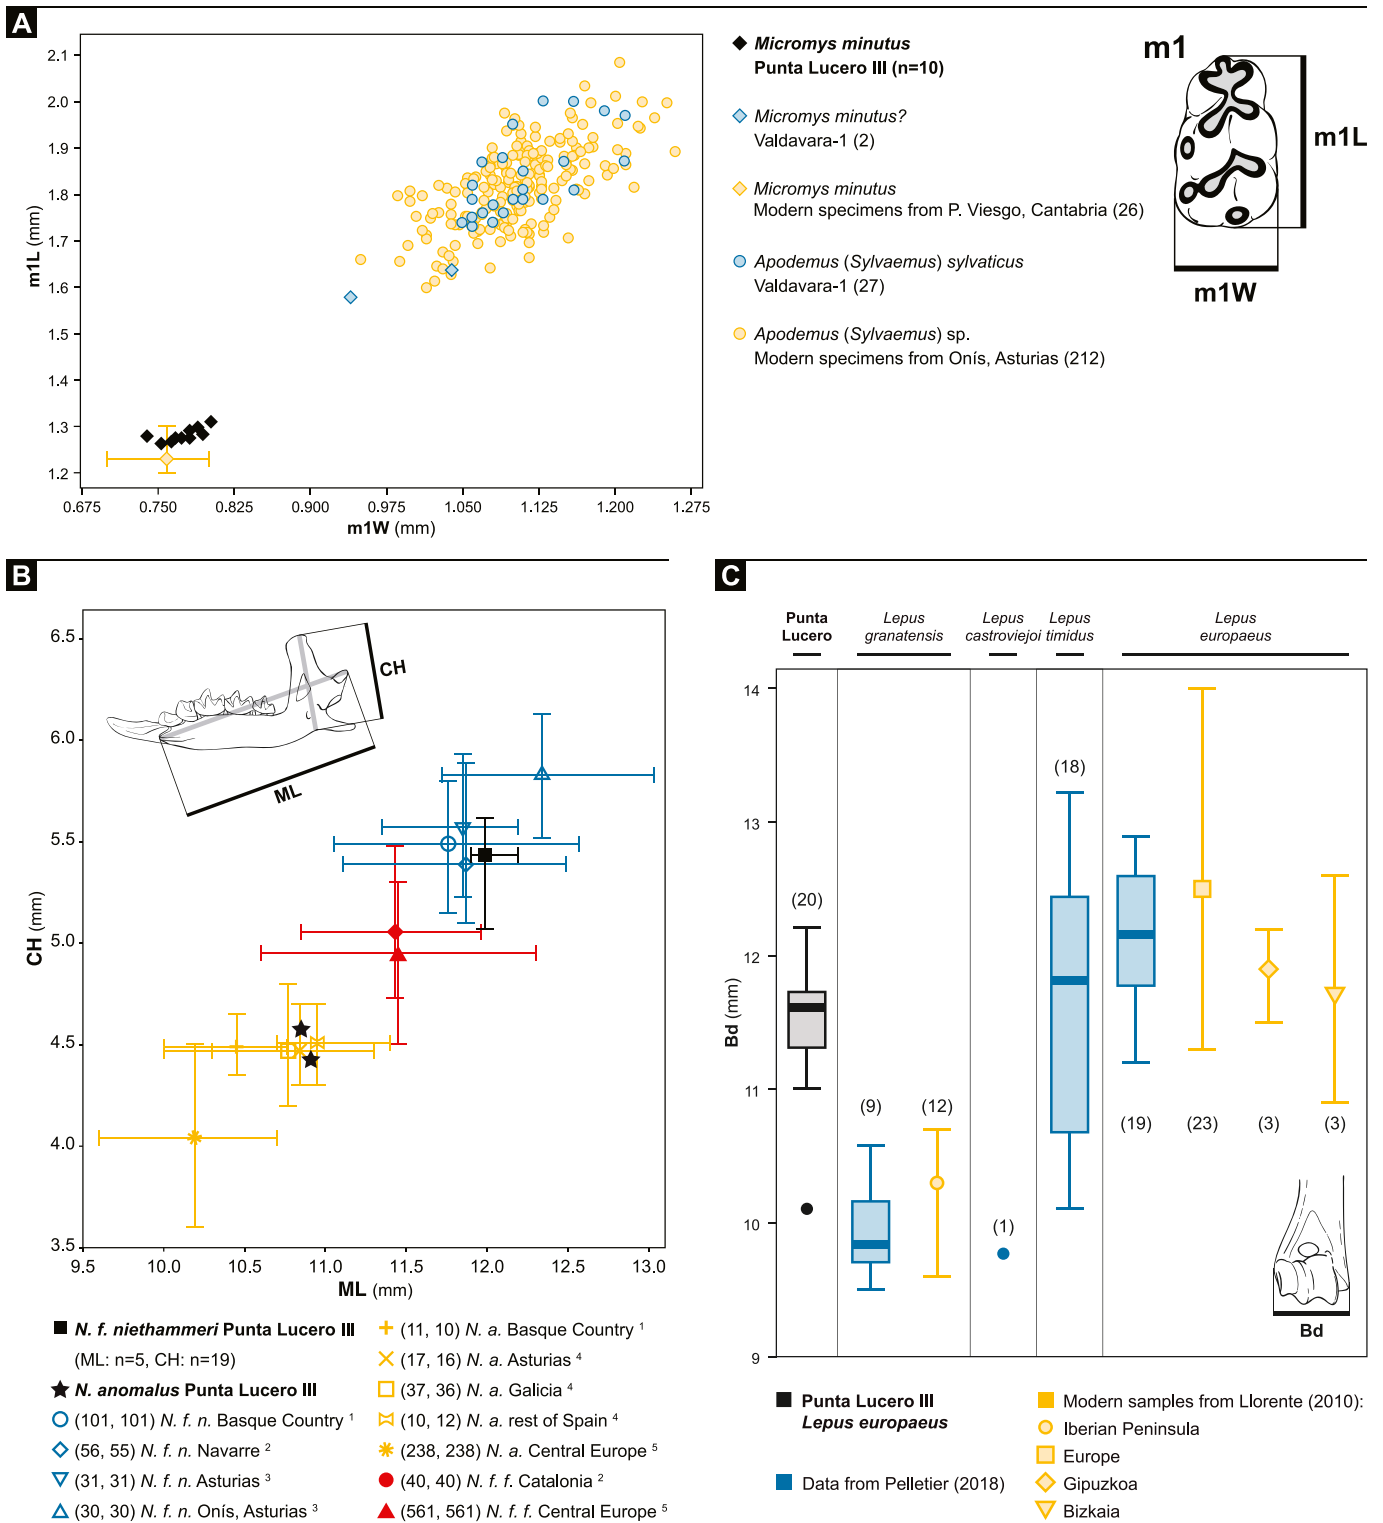 A
2.1
2.0
1.9
1.8
1.7
1.6
1.5
1.4
1.3
1.2
m1L (mm)
0.675 0.750 0.825 0.900 0.975 1.050 1.125 1.200 1.275
m1W (mm)
Micromys minutus
Punta Lucero III (n=10)
Micromys minutus?
Valdavara-1 (2)
Micromys minutus
Modern specimens from P. Viesgo, Cantabria (26)
Apodemus (Sylvaemus) sylvaticus
Valdavara-1 (27)
Apodemus (Sylvaemus) sp.
Modern specimens from Onís, Asturias (212)
m1
m1L
m1W
B
6.5
6.0
5.5
5.0
4.5
4.0
3.5
CH (mm)
CH
ML
9.5 10.0 10.5 11.0 11.5 12.0 12.5 13.0
ML (mm)
N. f. niethammeri Punta Lucero III
(ML: n=5, CH: n=19)
N. anomalus Punta Lucero III
(101, 101) N. f. n. Basque Country 1
(56, 55) N. f. n. Navarre 2
(31, 31) N. f. n. Asturias 3
(30, 30) N. f. n. Onís, Asturias 3
(11, 10) N. a. Basque Country 1
(17, 16) N. a. Asturias 4
(37, 36) N. a. Galicia 4
(10, 12) N. a. rest of Spain 4
(238, 238) N. a. Central Europe 5
(40, 40) N. f. f. Catalonia 2
(561, 561) N. f. f. Central Europe 5
C
Punta Lucero
Lepus granatensis
Lepus castroviejoi
Lepus timidus
Lepus europaeus
14
13
12
11
10
9
Bd (mm)
(20)
(9)
(12)
(1)
(18)
(19)
(23)
(3)
(3)
Bd
Punta Lucero III
Lepus europaeus
Data from Pelletier (2018)
Modern samples from Llorente (2010):
Iberian Peninsula
Europe
Gipuzkoa
Bizkaia